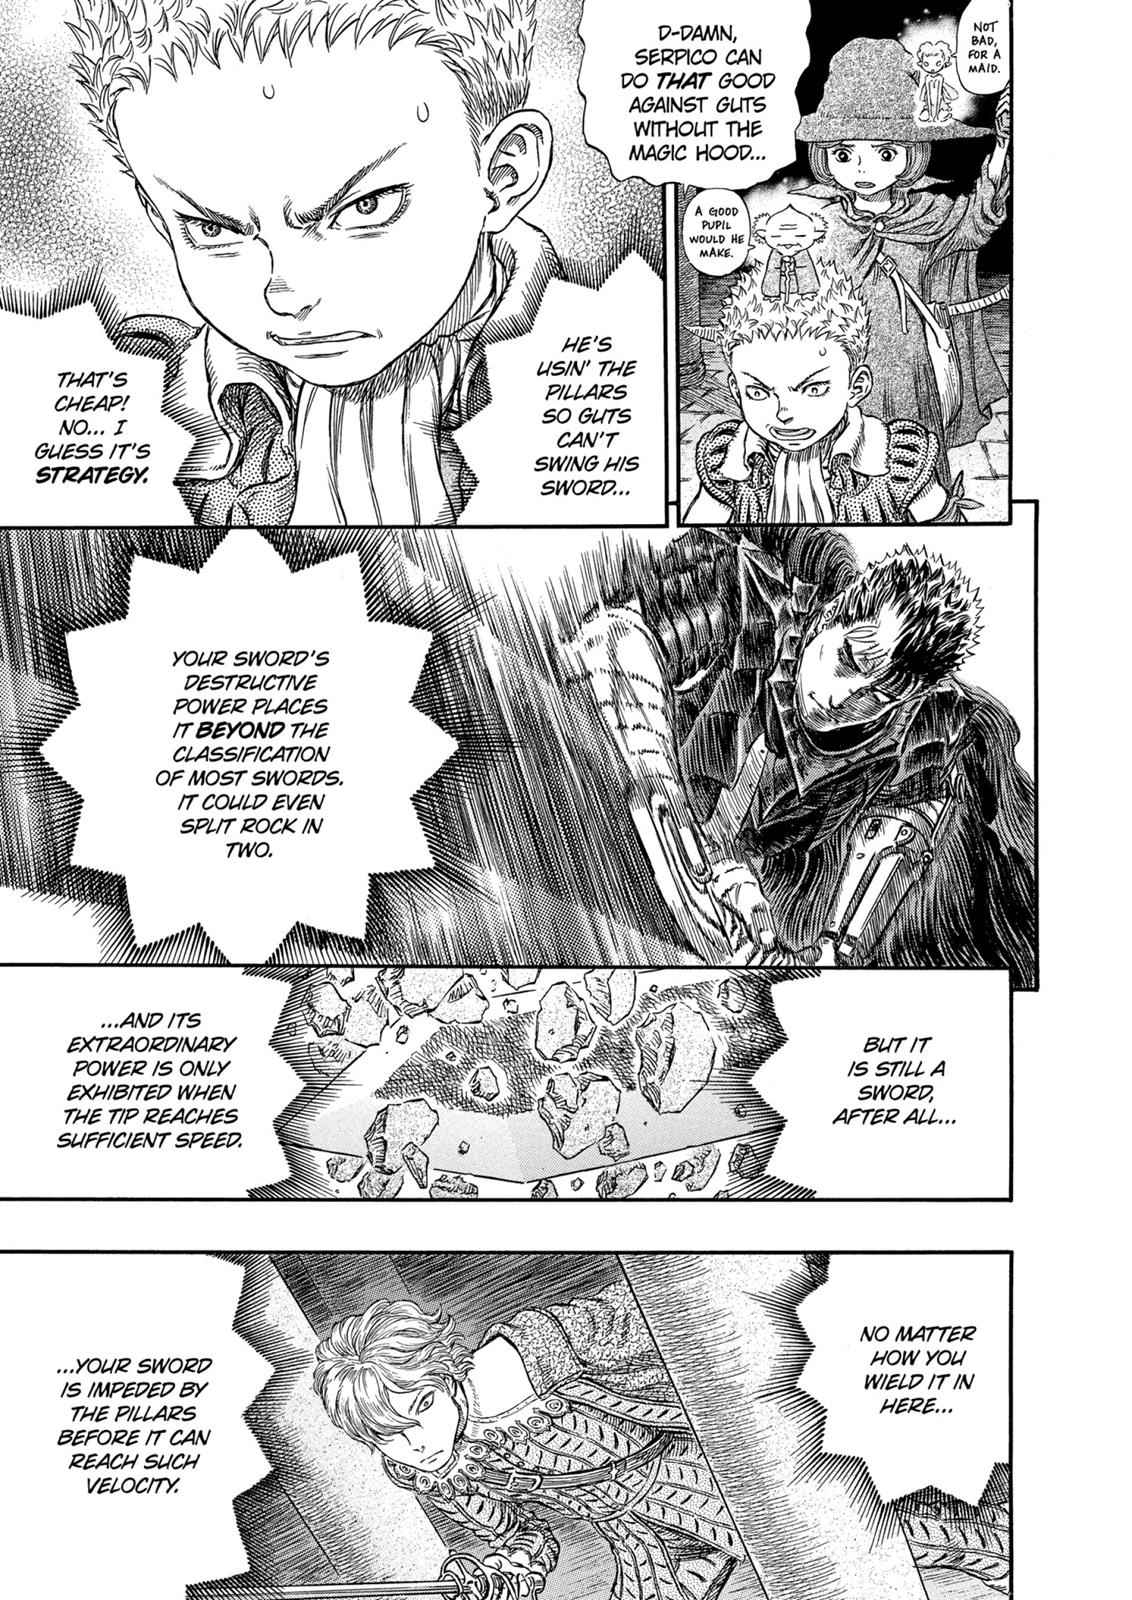 NOT
BAD,
FOR A
MAID.
D-DAMN,
SERPICO CAN
DO THAT GOOD
AGAINST GUTS
WITHOUT THE
MAGIC HOOD...
A GOOD
PUPIL
WOULD HE
MAKE.
HE'S
USIN' THE
PILLARS
SO GUTS
CAN'T
SWING HIS
SWORD...
THAT'S
CHEAP!
NO... I
GUESS IT'S
STRATEGY.
YOUR SWORD'S
DESTRUCTIVE
POWER PLACES
IT BEYOND THE
CLASSIFICATION
OF MOST SWORDS.
IT COULD EVEN
SPLIT ROCK IN
TWO.
BUT IT
IS STILL A
SWORD,
AFTER ALL...
...AND ITS
EXTRAORDINARY
POWER IS ONLY
EXHIBITED WHEN
THE TIP REACHES
SUFFICIENT SPEED.
NO MATTER
HOW YOU
WIELD IT IN
HERE...
...YOUR SWORD
IS IMPEDED BY
THE PILLARS
BEFORE IT CAN
REACH SUCH
VELOCITY.